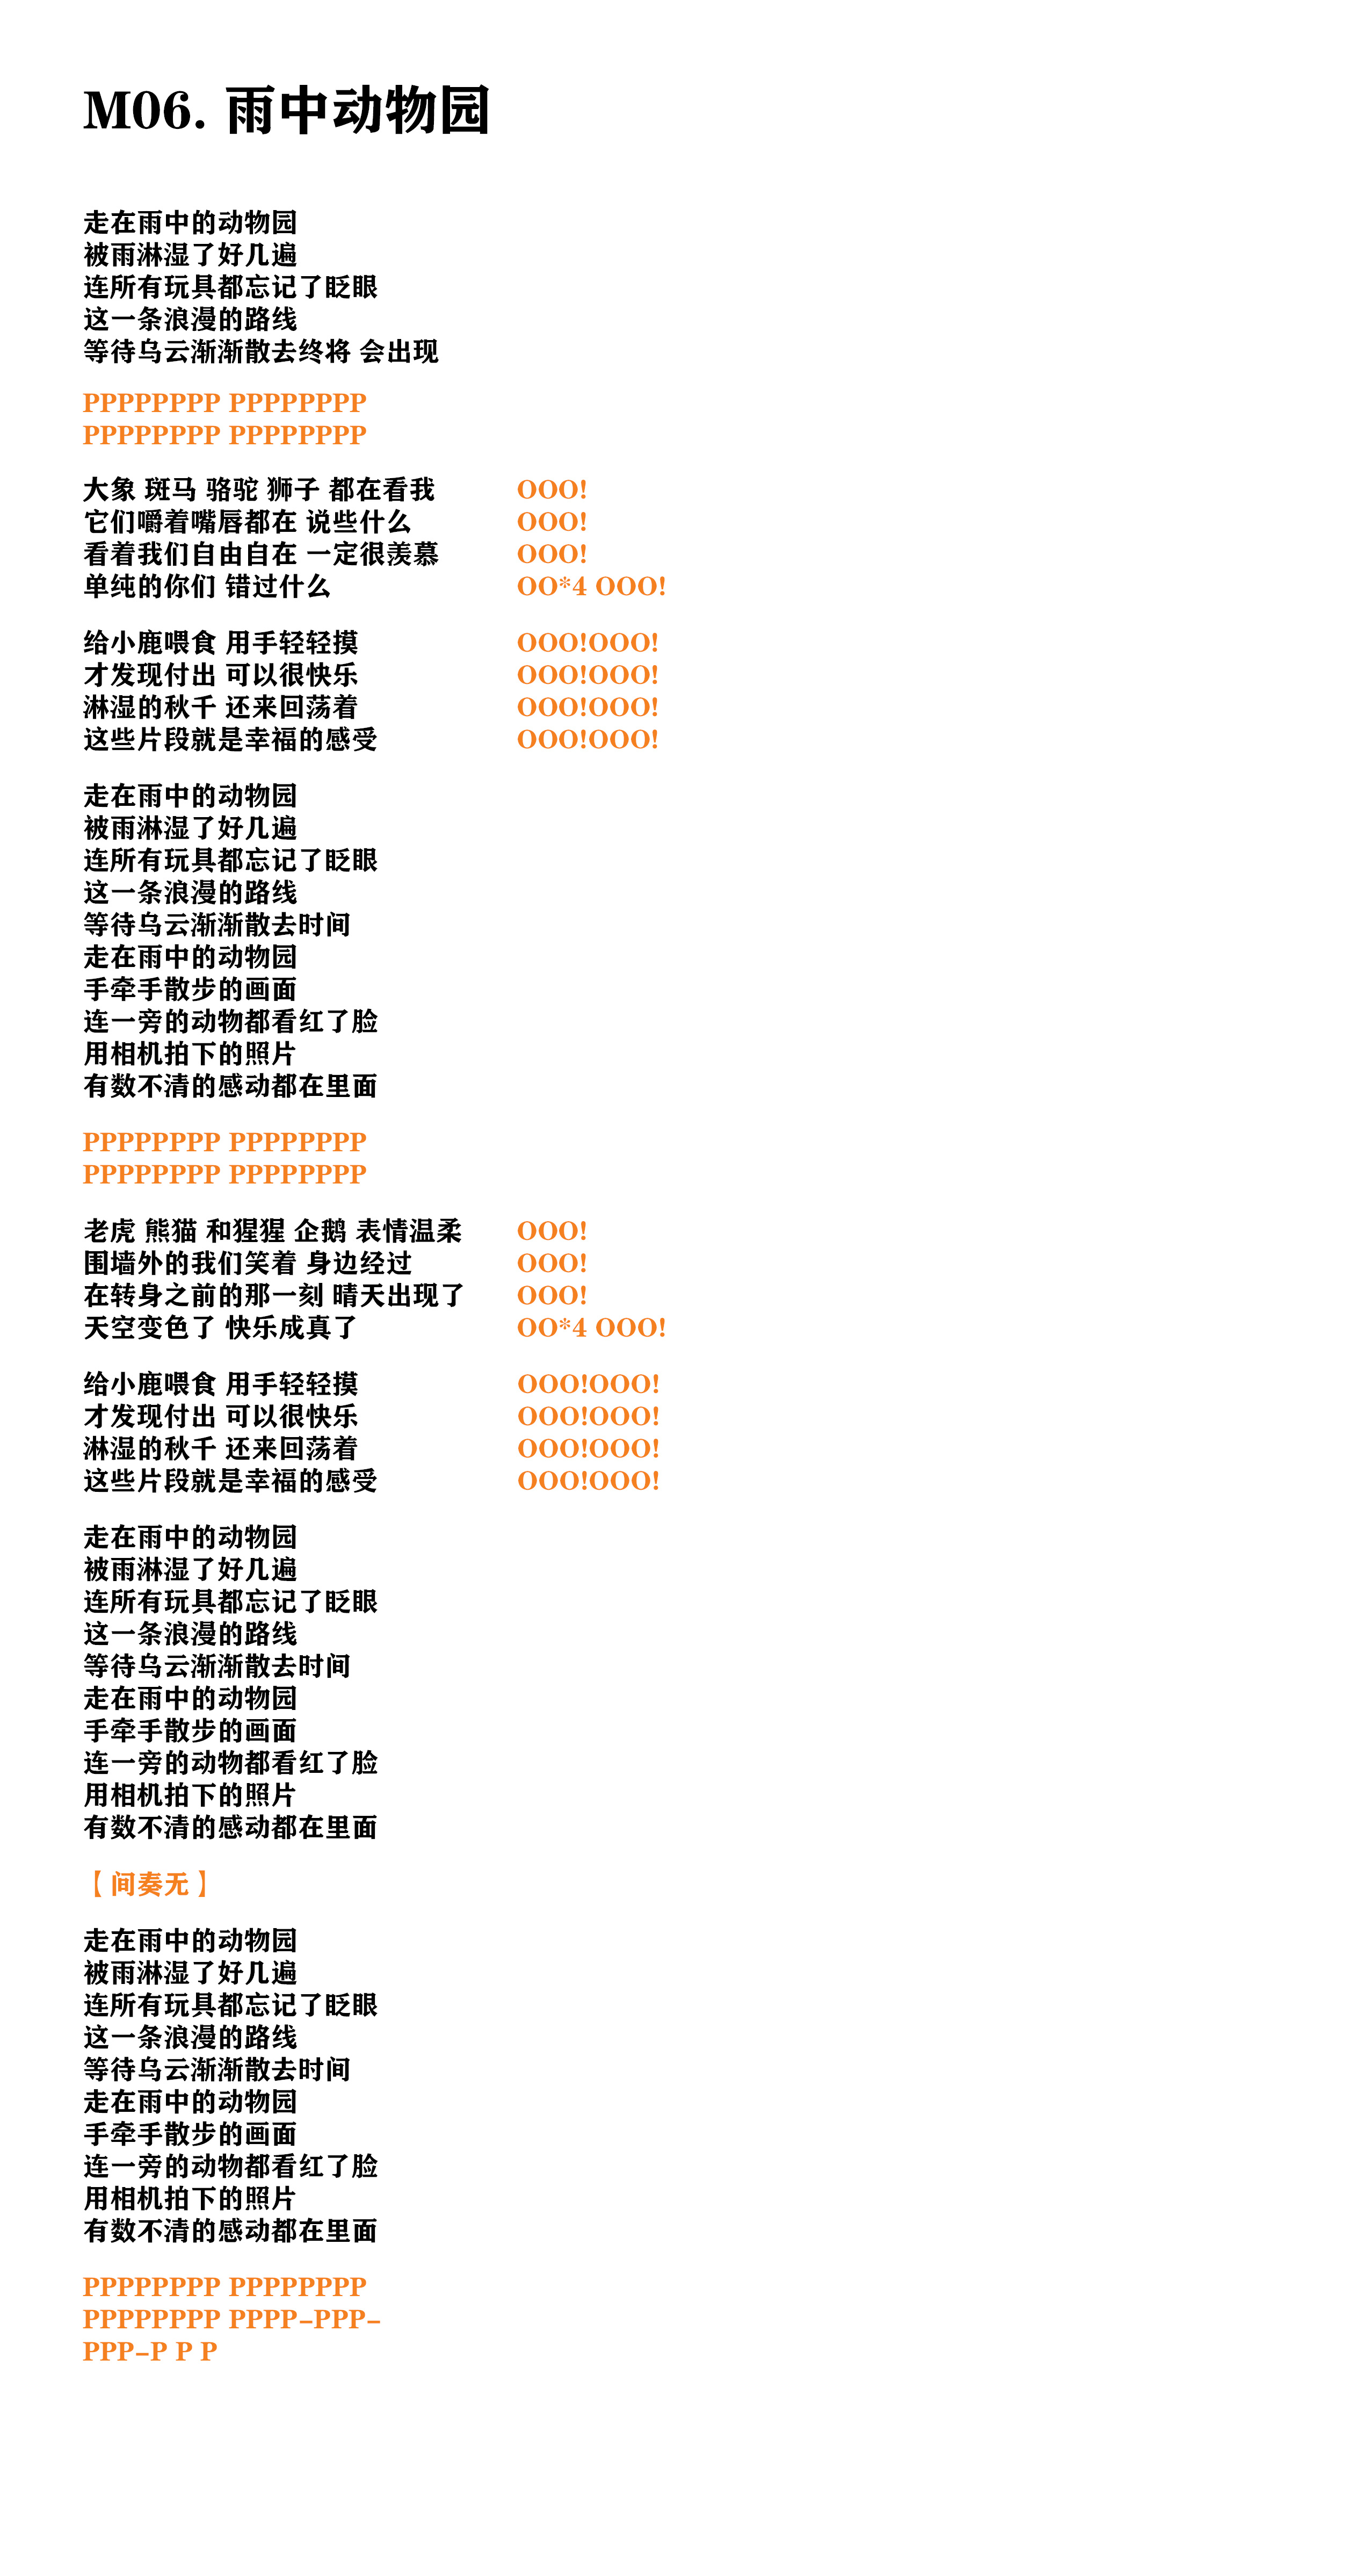 M06. 雨中动物园
走在雨中的动物园
被雨淋湿了好几遍
连所有玩具都忘记了眨眼
这一条浪漫的路线
等待乌云渐渐散去终将 会出现
PPPPPPPP PPPPPPPP
PPPPPPPP PPPPPPPP
大象 斑马 骆驼 狮子 都在看我 OOO!
它们嚼着嘴唇都在 说些什么 OOO!
看着我们自由自在 一定很羡慕 OOO!
单纯的你们 错过什么 OO*4 OOO!
给小鹿喂食 用手轻轻摸 OOO!OOO!
才发现付出 可以很快乐 OOO!OOO!
淋湿的秋千 还来回荡着 OOO!OOO!
这些片段就是幸福的感受 OOO!OOO!
走在雨中的动物园
被雨淋湿了好几遍
连所有玩具都忘记了眨眼
这一条浪漫的路线
等待乌云渐渐散去时间
走在雨中的动物园
手牵手散步的画面
连一旁的动物都看红了脸
用相机拍下的照片
有数不清的感动都在里面
PPPPPPPP PPPPPPPP
PPPPPPPP PPPPPPPP
老虎 熊猫 和猩猩 企鹅 表情温柔 OOO!
围墙外的我们笑着 身边经过 OOO!
在转身之前的那一刻 晴天出现了 OOO!
天空变色了 快乐成真了 OO*4 OOO!
给小鹿喂食 用手轻轻摸 OOO!OOO!
才发现付出 可以很快乐 OOO!OOO!
淋湿的秋千 还来回荡着 OOO!OOO!
这些片段就是幸福的感受 OOO!OOO!
走在雨中的动物园
被雨淋湿了好几遍
连所有玩具都忘记了眨眼
这一条浪漫的路线
等待乌云渐渐散去时间
走在雨中的动物园
手牵手散步的画面
连一旁的动物都看红了脸
用相机拍下的照片
有数不清的感动都在里面
【间奏无】
走在雨中的动物园
被雨淋湿了好几遍
连所有玩具都忘记了眨眼
这一条浪漫的路线
等待乌云渐渐散去时间
走在雨中的动物园
手牵手散步的画面
连一旁的动物都看红了脸
用相机拍下的照片
有数不清的感动都在里面
PPPPPPPP PPPPPPPP
PPPPPPPP PPPP-PPP-
PPP-P P P